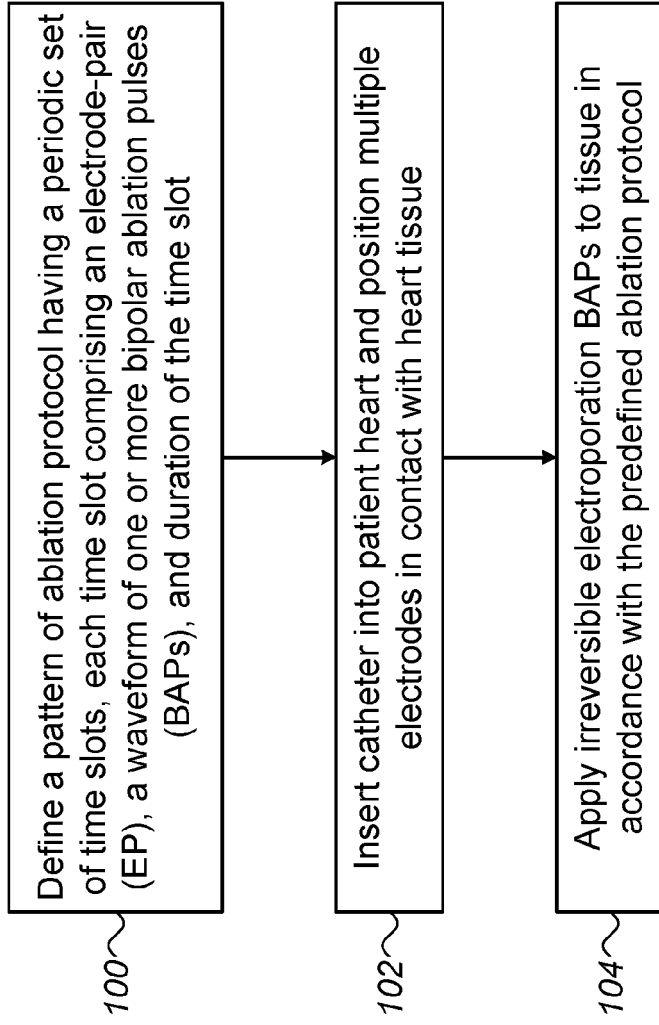 100
Define a pattern of ablation protocol having a periodic set
of time slots, each time slot comprising an electrode-pair
(EP), a waveform of one or more bipolar ablation pulses
(BAPs), and duration of the time slot
102
Insert catheter into patient heart and position multiple
electrodes in contact with heart tissue
104
Apply irreversible electroporation BAPs to tissue in
accordance with the predefined ablation protocol